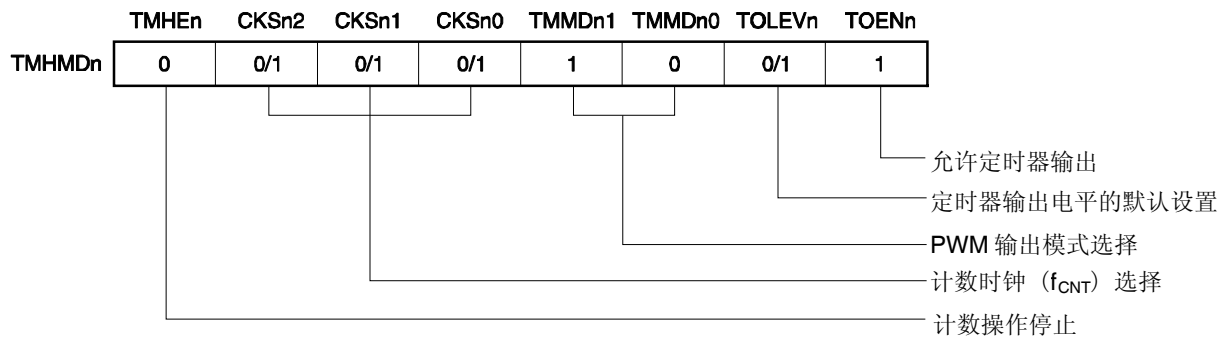 TMHEn CKSn2 CKSn1 CKSn0 TMMDn1 TMMDn0 TOLEVn TOENn
TMHMDn 0 0/1 0/1 0/1 1 0 0/1 1
允许定时器输出
定时器输出电平的默认设置
PWM 输出模式选择
计数时钟（fCNT）选择
计数操作停止